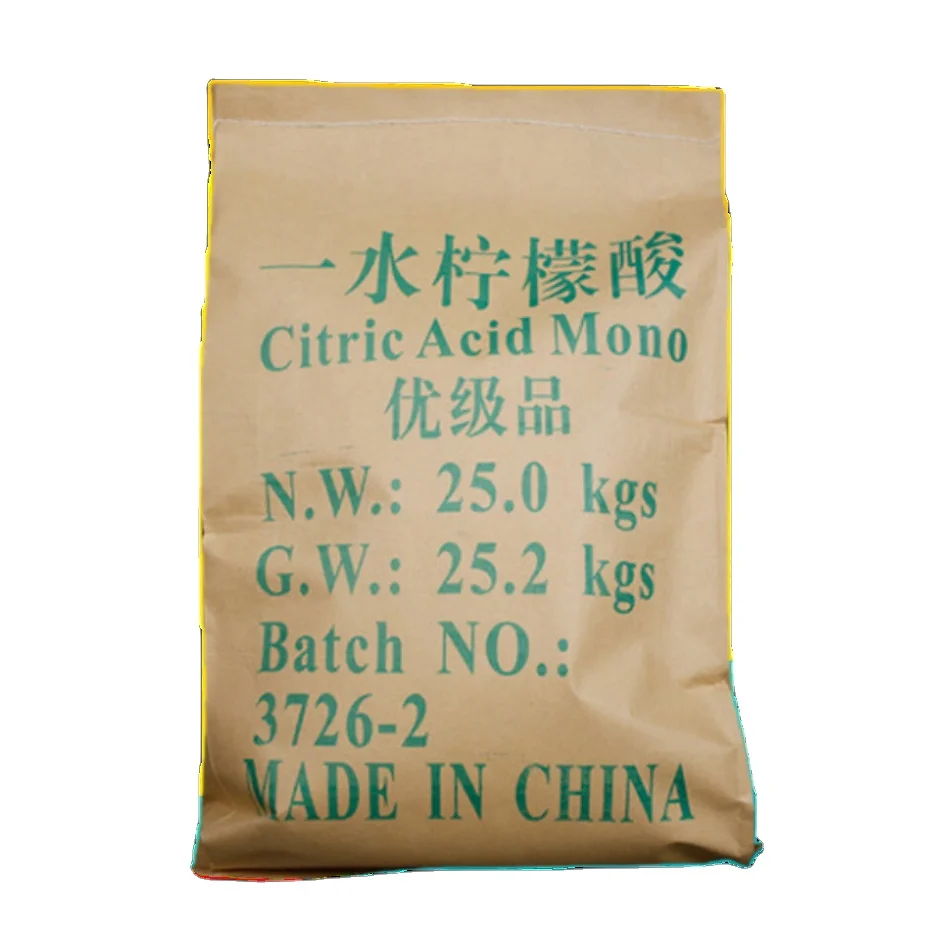 一水柠檬酸
Citric Acid Mono
优级品
N.W.: 25.0 kgs
G.W.: 25.2 kgs
Batch NO.:
3726-2
MADE IN CHINA